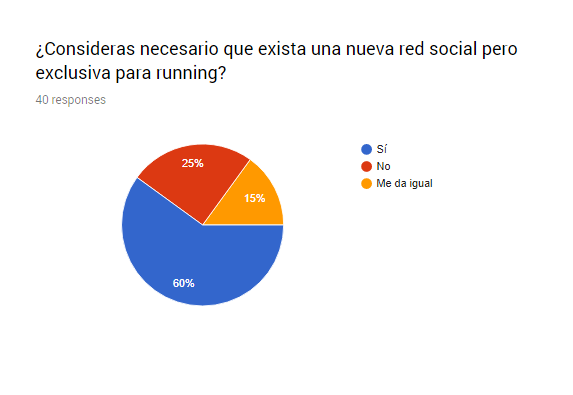 ¿Consideras necesario que exista una nueva red social pero
exclusiva para running?
40 responses
Sí
No
Me da igual
25%
15%
60%